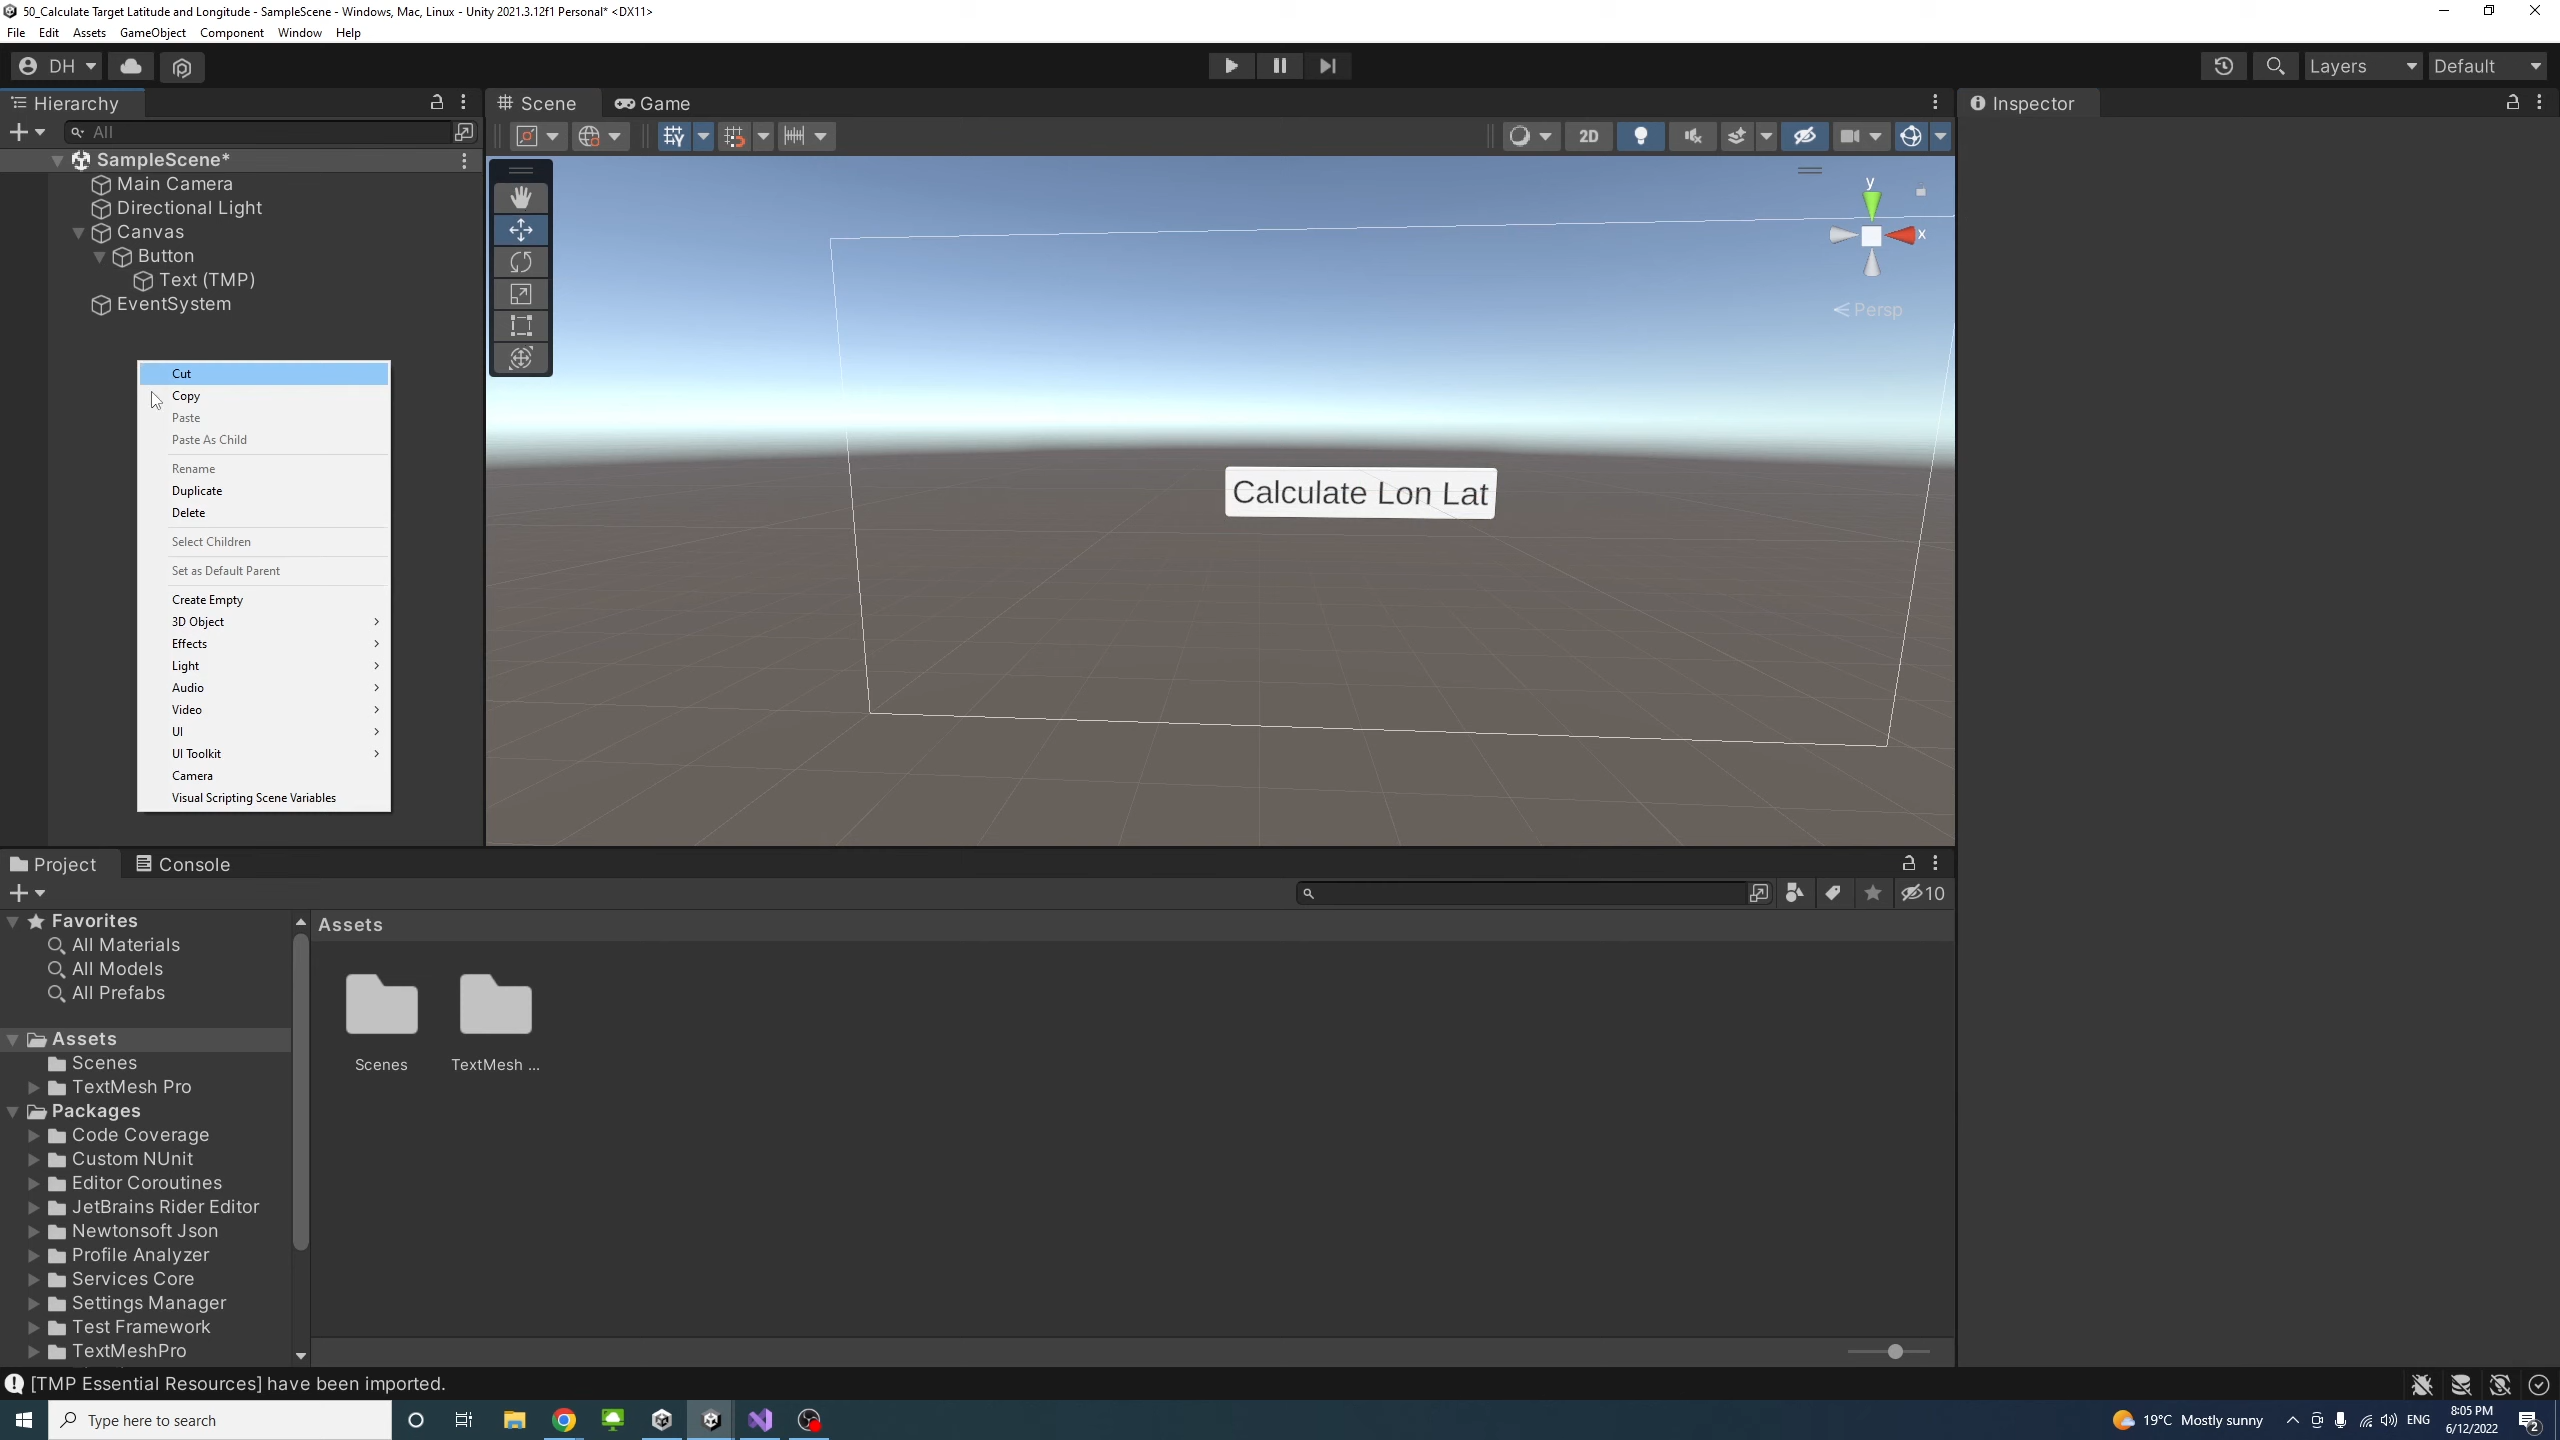 50_Calculate Target Latitude and Longitude - SampleScene - Windows, Mac, Linux - Unity 2021.3.12f1 Personal* <DX11>
File Edit Assets GameObject Component Window Help
DH Layers Default
Hierarchy
All
SampleScene*
Main Camera
Directional Light
Canvas
Button
Text (TMP)
EventSystem
Cut
Copy
Paste
Paste As Child
Rename
Duplicate
Delete
Select Children
Set as Default Parent
Create Empty
3D Object
Effects
Light
Audio
Video
UI
UI Toolkit
Camera
Visual Scripting Scene Variables
Scene Game
2D
y
x
Persp
Calculate Lon Lat
Inspector
Project Console
10
Favorites
All Materials
All Models
All Prefabs
Assets
Scenes
TextMesh Pro
Packages
Code Coverage
Custom NUnit
Editor Coroutines
JetBrains Rider Editor
Newtonsoft Json
Profile Analyzer
Services Core
Settings Manager
Test Framework
TextMeshPro
Assets
Scenes TextMesh ...
[TMP Essential Resources] have been imported.
Type here to search
19°C Mostly sunny
ENG
8:05 PM
6/12/2022
2